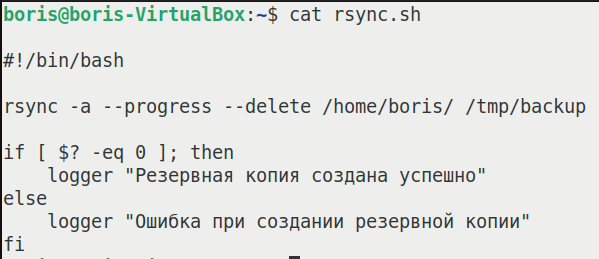 boris@boris-VirtualBox:~$ cat rsync.sh
#!/bin/bash
rsync -a --progress --delete /home/boris/ /tmp/backup
if [ $? -eq 0 ]; then
    logger "Резервная копия создана успешно"
else
    logger "Ошибка при создании резервной копии"
fi